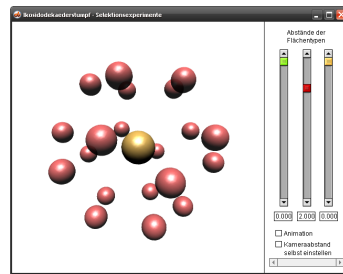 Ikosidodekaederstumpf - Selektionsexperimente
Abstände der
Flächentypen
0.000 2.000 0.000
Animation
Kameraabstand
selbst einstellen